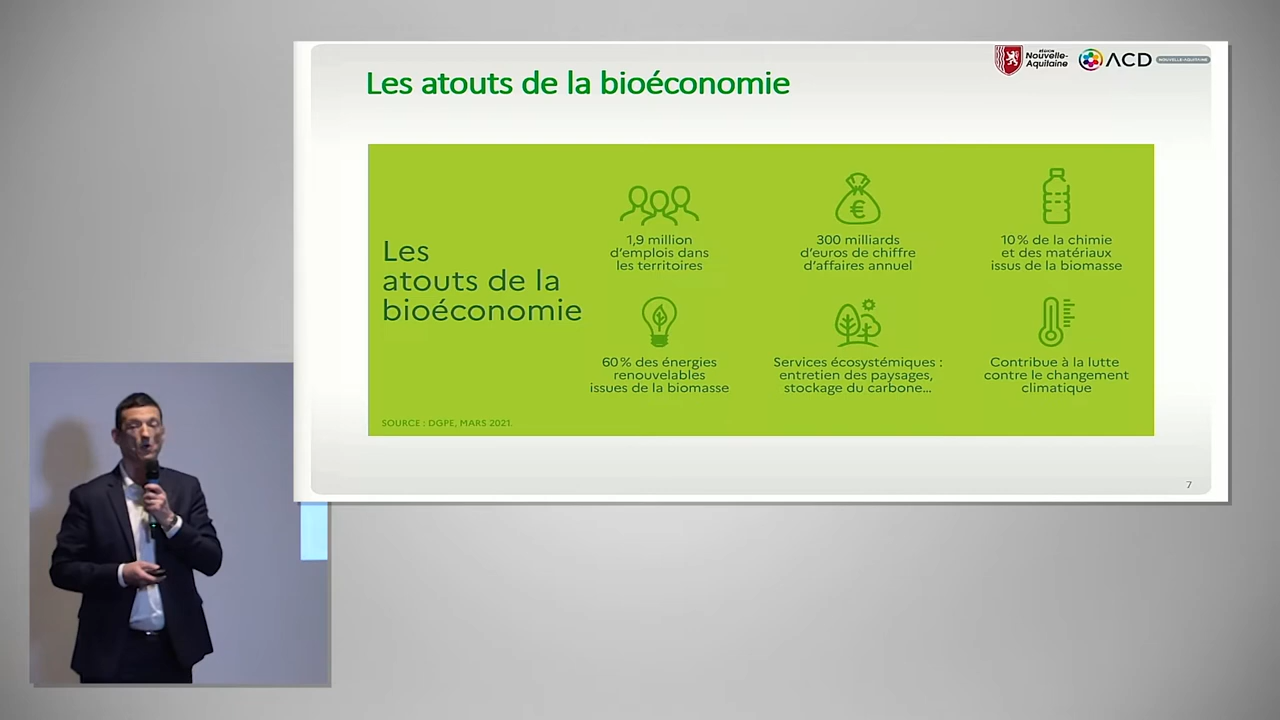 Les atouts de la bioéconomie
RÉGION
Nouvelle-
Aquitaine
ACD
NOUVELLE-AQUITAINE
Les
atouts de la
bioéconomie
1,9 million
d'emplois dans
les territoires
300 milliards
d'euros de chiffre
d'affaires annuel
10 % de la chimie
et des matériaux
issus de la biomasse
60 % des énergies
renouvelables
issues de la biomasse
Services écosystémiques :
entretien des paysages,
stockage du carbone...
Contribue à la lutte
contre le changement
climatique
SOURCE : DGPE, MARS 2021.
7